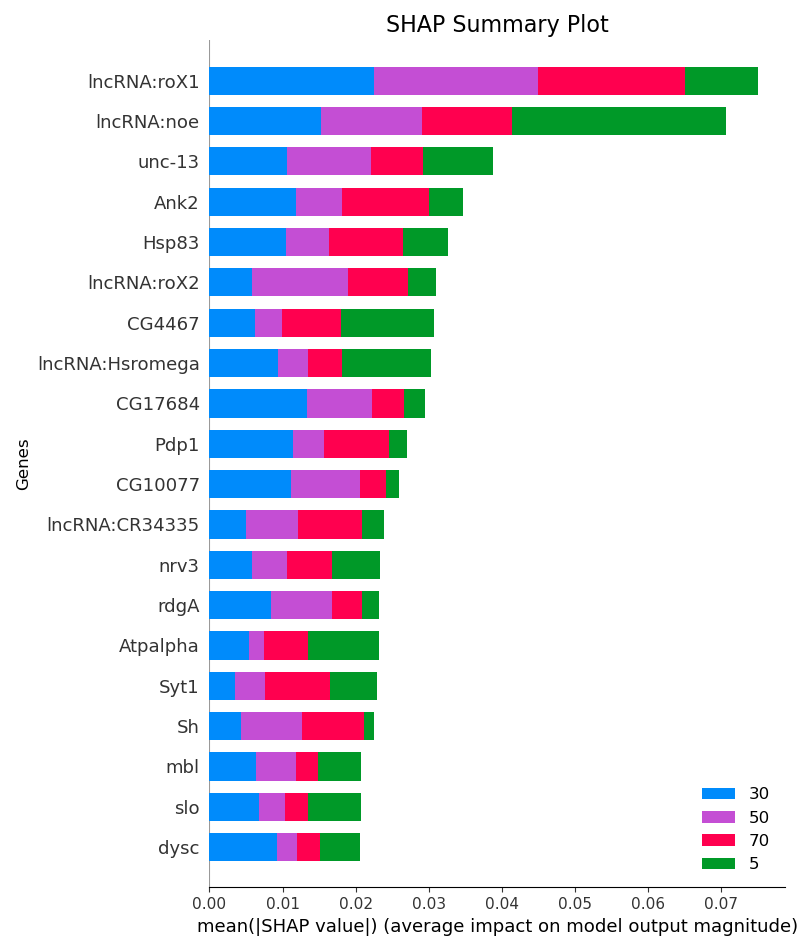 SHAP Summary Plot
Genes
lncRNA:roX1
lncRNA:noe
unc-13
Ank2
Hsp83
lncRNA:roX2
CG4467
lncRNA:Hsromega
CG17684
Pdp1
CG10077
lncRNA:CR34335
nrv3
rdgA
Atpalpha
Syt1
Sh
mbl
slo
dysc
30
50
70
5
0.00 0.01 0.02 0.03 0.04 0.05 0.06 0.07
mean(|SHAP value|) (average impact on model output magnitude)